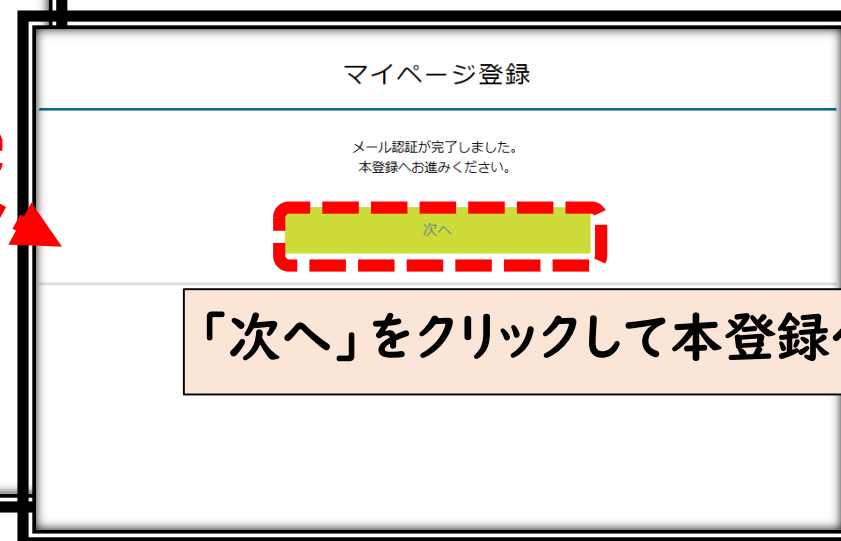 マイページ登録
メール認証が完了しました。
本登録へお進みください。
次へ
「次へ」をクリックして本登録へ